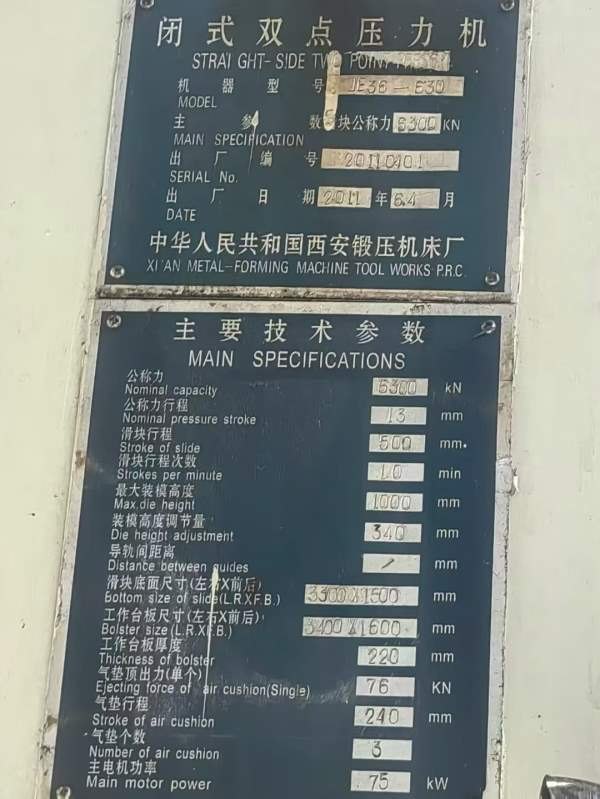 闭式双点压力机
STRAIGHT-SIDE TWO POINT
机器型号 JE36-630
MODEL
主参数 滑块公称力 6300 KN
MAIN SPECIFICATION
出厂编号 2011040.1
SERIAL No.
出厂日期 2011 年 6.4 月
DATE
中华人民共和国西安锻压机床厂
XI'AN METAL-FORMING MACHINE TOOL WORKS P.R.C.
主要技术参数
MAIN SPECIFICATIONS
公称力
Nominal capacity 6300 kN
公称力行程
Nominal pressure stroke 13 mm
滑块行程
Stroke of slide 500 mm.
滑块行程次数
Strokes per minute 10 min
最大装模高度
Max.die height 1000 mm
装模高度调节量
Die height adjustment 340 mm
导轨间距离
Distance between guides / mm
滑块底面尺寸(左右X前后)
Bottom size of slide(L.R.XF.B.) 3300X1500 mm
工作台板尺寸(左右X前后)
Bolster size(L.R.XF.B.) 3400X1600 mm
工作台板厚度
Thickness of bolster 220 mm
气垫顶出力(单个)
Ejecting force of air cushion(Single) 76 KN
气垫行程
Stroke of air cushion 240 mm
气垫个数
Number of air cushion 3
主电机功率
Main motor power 75 kW